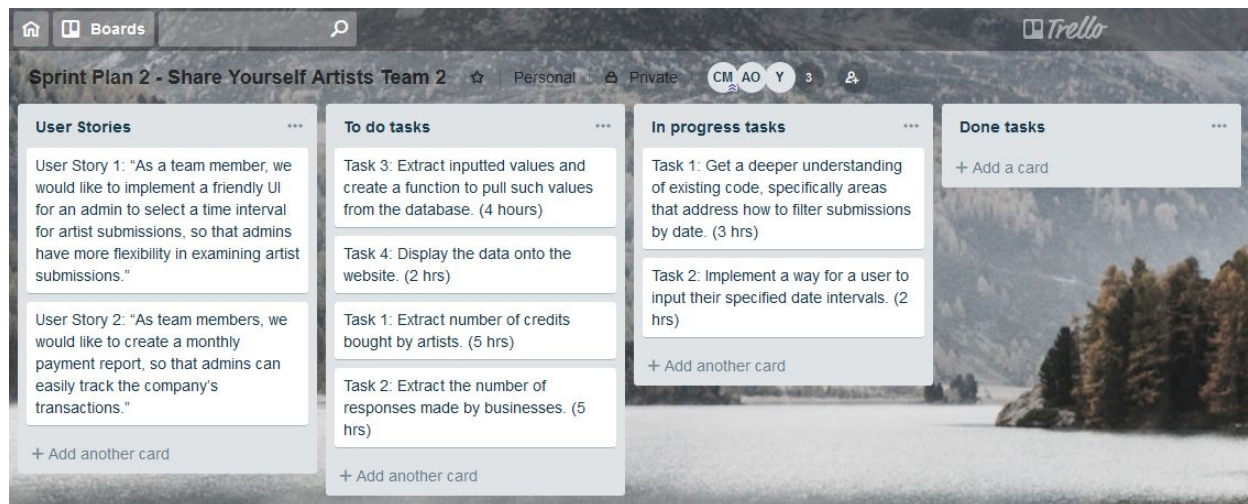 Boards
Trello
Sprint Plan 2 - Share Yourself Artists Team 2
Personal
Private
CM AO Y 3
User Stories
User Story 1: “As a team member, we
would like to implement a friendly UI
for an admin to select a time interval
for artist submissions, so that admins
have more flexibility in examining artist
submissions.”
User Story 2: “As team members, we
would like to create a monthly
payment report, so that admins can
easily track the company’s
transactions.”
+ Add another card
To do tasks
Task 3: Extract inputted values and
create a function to pull such values
from the database. (4 hours)
Task 4: Display the data onto the
website. (2 hrs)
Task 1: Extract number of credits
bought by artists. (5 hrs)
Task 2: Extract the number of
responses made by businesses. (5
hrs)
+ Add another card
In progress tasks
Task 1: Get a deeper understanding
of existing code, specifically areas
that address how to filter submissions
by date. (3 hrs)
Task 2: Implement a way for a user to
input their specified date intervals. (2
hrs)
+ Add another card
Done tasks
+ Add a card